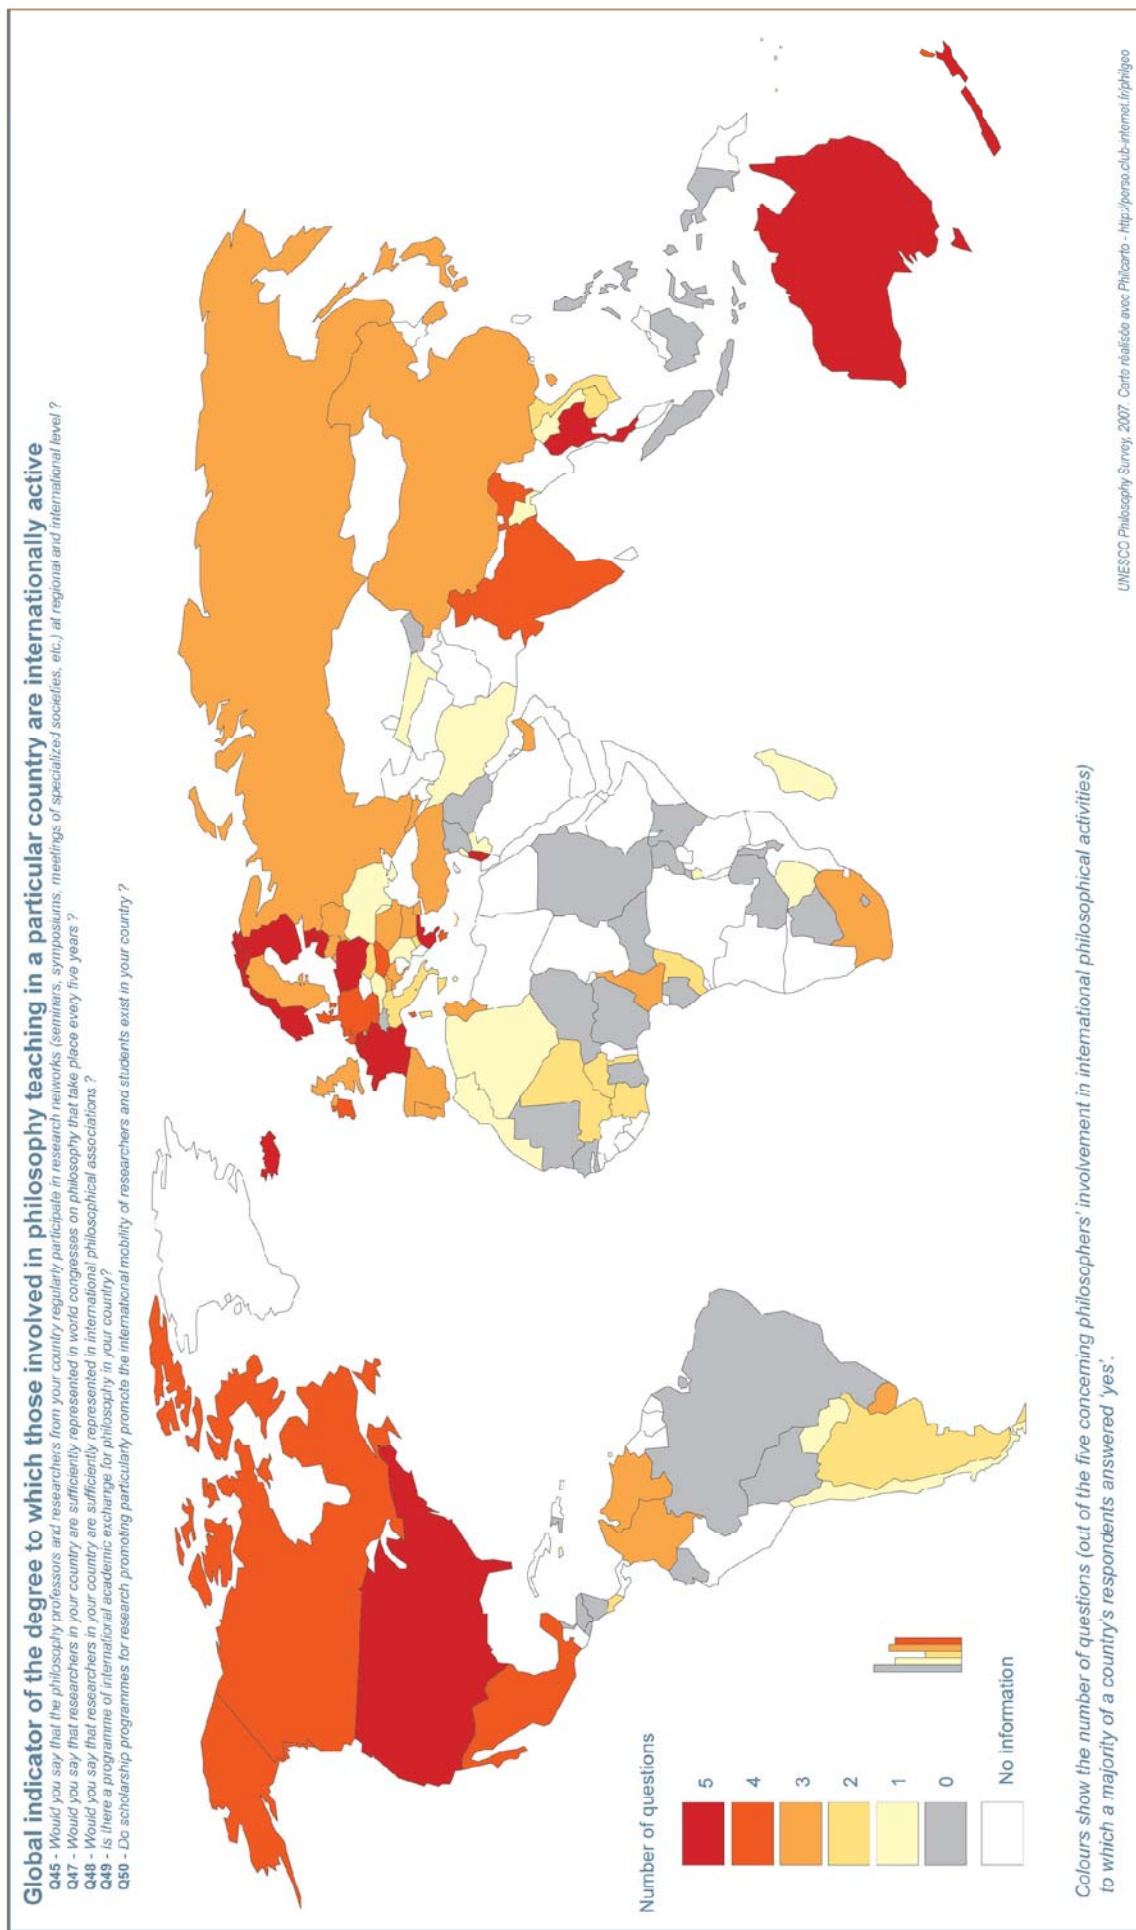 Global indicator of the degree to which those involved in philosophy teaching in a particular country are internationally active
Q45 - Would you say that the philosophy professors and researchers from your country regularly participate in research networks (seminars, symposiums, meetings of specialized societies, etc.) at regional and international level ?
Q47 - Would you say that researchers in your country are sufficiently represented in world congresses on philosophy that take place every five years ?
Q48 - Would you say that researchers in your country are sufficiently represented in international philosophical associations ?
Q49 - Is there a programme of international academic exchange for philosophy in your country?
Q50 - Do scholarship programmes for research promoting particularly promote the international mobility of researchers and students exist in your country ?
Number of questions
5
4
3
2
1
0
No information
Colours show the number of questions (out of the five concerning philosophers' involvement in international philosophical activities)
to which a majority of a country's respondents answered 'yes'.
UNESCO Philosophy Survey, 2007. Carte réalisée avec Philcarto - http://perso.club-internet.fr/philgeo